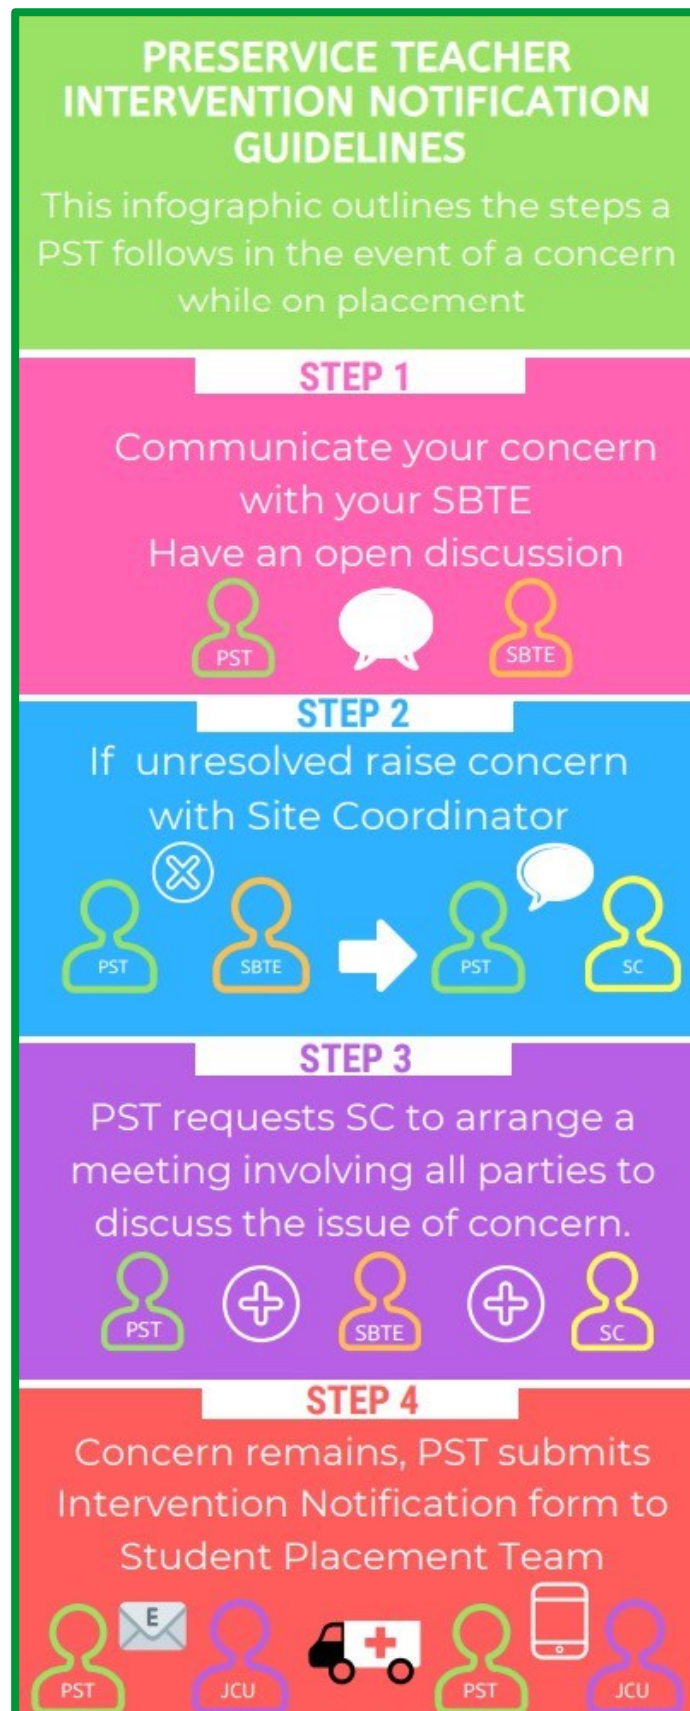 PRESERVICE TEACHER
INTERVENTION NOTIFICATION
GUIDELINES
This infographic outlines the steps a
PST follows in the event of a concern
while on placement
STEP 1
Communicate your concern
with your SBTE
Have an open discussion
PST SBTE
STEP 2
If unresolved raise concern
with Site Coordinator
PST SBTE PST SC
STEP 3
PST requests SC to arrange a
meeting involving all parties to
discuss the issue of concern.
PST SBTE SC
STEP 4
Concern remains, PST submits
Intervention Notification form to
Student Placement Team
E
PST JCU PST JCU